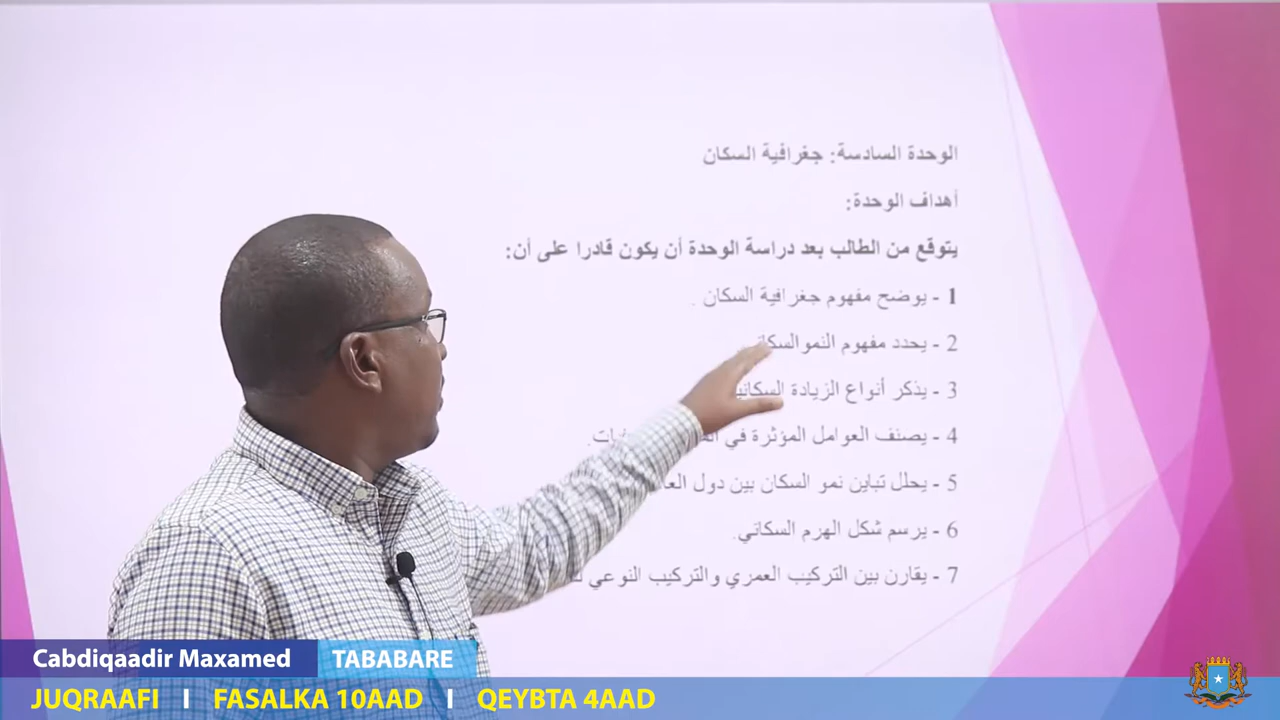 الوحدة السادسة: جغرافية السكان
أهداف الوحدة:
يتوقع من الطالب بعد دراسة الوحدة أن يكون قادرا على أن:
1 - يوضح مفهوم جغرافية السكان .
2 - يحدد مفهوم النمو
3 - يذكر أنواع الزيادة
4 - يصنف العوامل المؤثرة في
5 - يحلل تباين نمو السكان بين دول
6 - يرسم شكل الهرم السكاني.
7 - يقارن بين التركيب العمري والتركيب النوعي
Cabdiqaadir Maxamed TABABARE
JUQRAAFI I FASALKA 10AAD I QEYBTA 4AAD